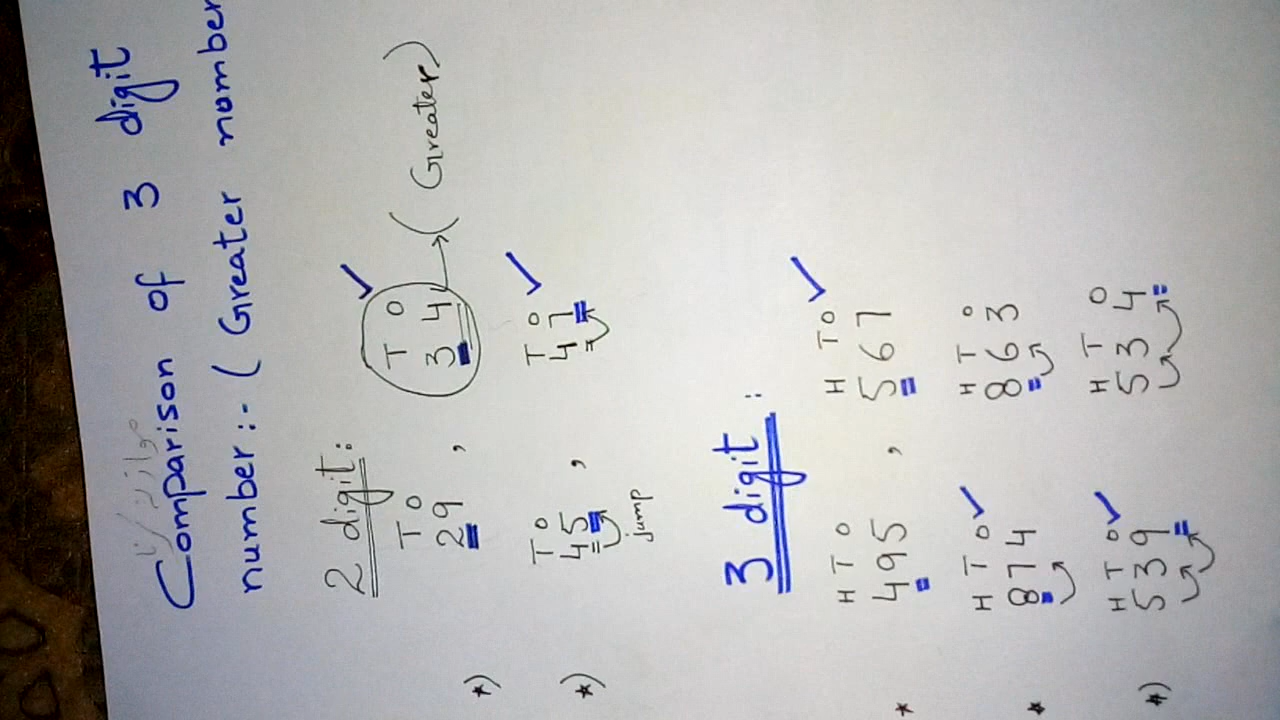 Comparison of 3 digit
number:- ( Greater number
2 digit:
T O T O
*) 29 , 34 → ( Greater)
T O T O
*) 45 , 47
jump
3 digit :
H T O H T O
* 495 , 567
H T O H T O
* 874 863
H T O H T O
*) 539 534